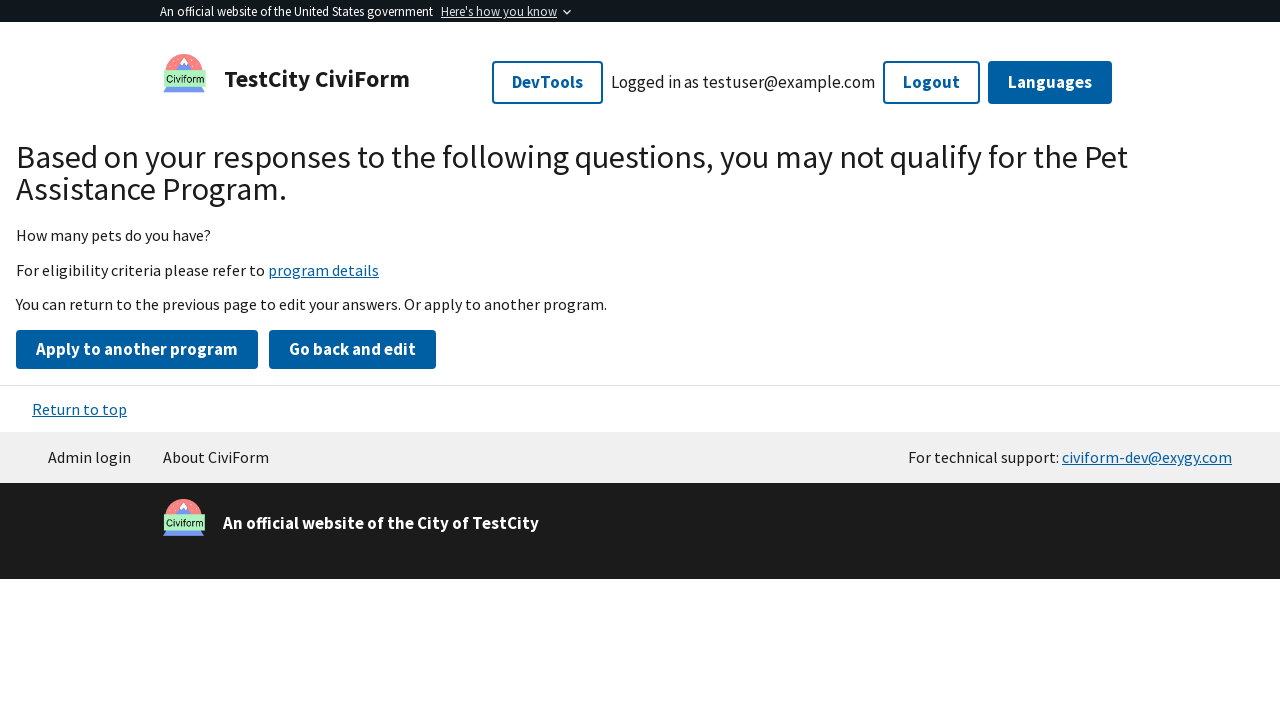 An official website of the United States government Here's how you know
Civiform
TestCity CiviForm
DevTools
Logged in as testuser@example.com
Logout
Languages
Based on your responses to the following questions, you may not qualify for the Pet
Assistance Program.
How many pets do you have?
For eligibility criteria please refer to program details
You can return to the previous page to edit your answers. Or apply to another program.
Apply to another program
Go back and edit
Return to top
Admin login
About CiviForm
For technical support: civiform-dev@exygy.com
Civiform
An official website of the City of TestCity